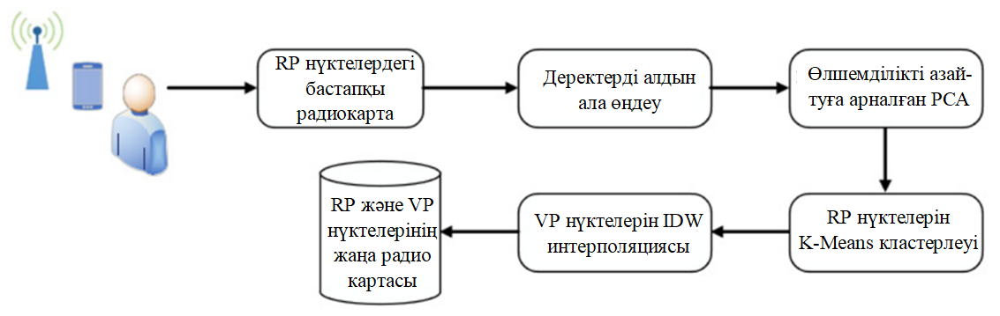 RP нүктелердегі
бастапқы
радиокарта
Деректерді алдын
ала өңдеу
Өлшемділікті азай-
туға арналған PCA
RP нүктелерін
K-Means кластерлеуі
VP нүктелерін IDW
интерполяциясы
RP және VP
нүктелерінің
жаңа радио
картасы